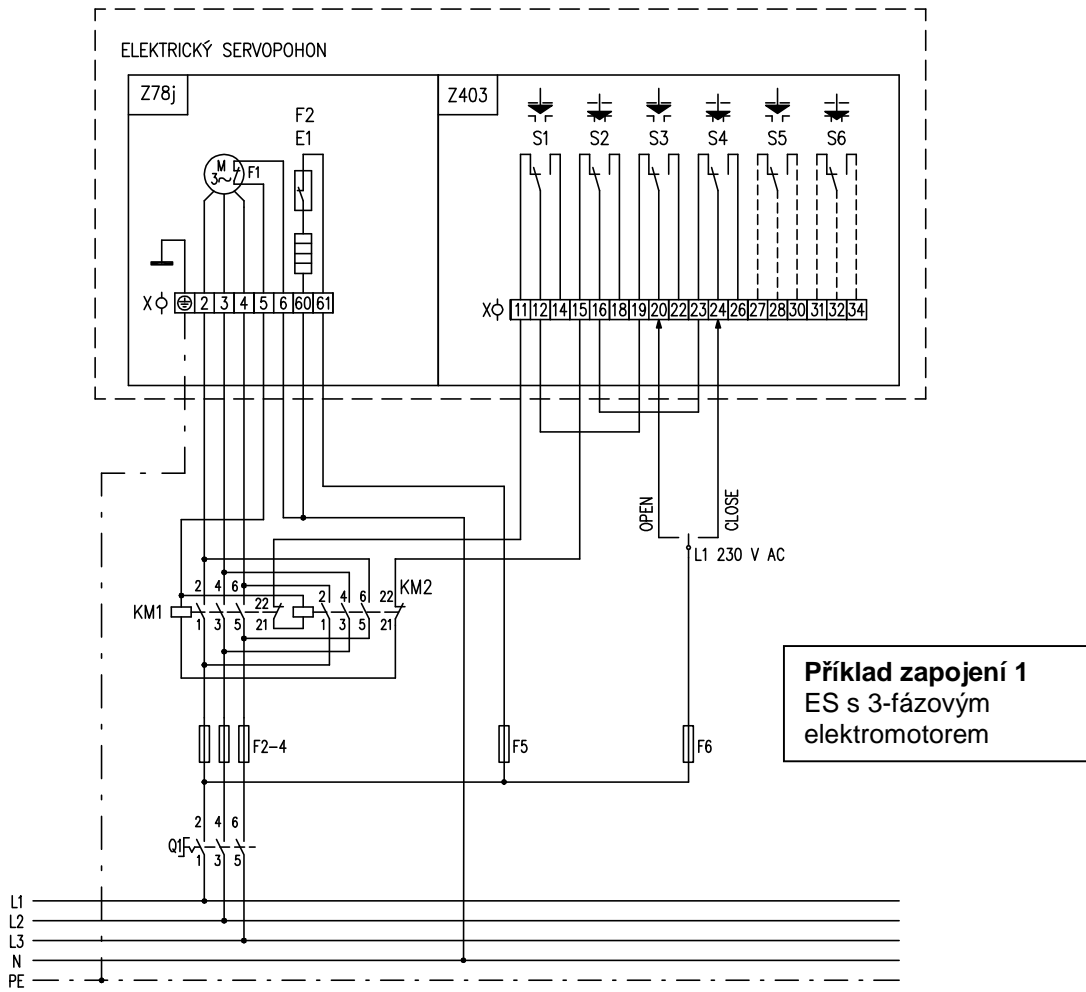 ELEKTRICKÝ SERVOPOHON
Z78j
Z403
F2
E1
S1 S2 S3 S4 S5 S6
M
3~
F1
X 2 3 4 5 6 60 61
X 11 12 14 15 16 18 19 20 22 23 24 26 27 28 30 31 32 34
OPEN
CLOSE
L1 230 V AC
KM1
2 4 6 22
1 3 5 21
2 4 6 22
1 3 5 21
KM2
F2-4
F5
F6
Příklad zapojení 1
ES s 3-fázovým
elektromotorem
Q1
2 4 6
1 3 5
L1
L2
L3
N
PE